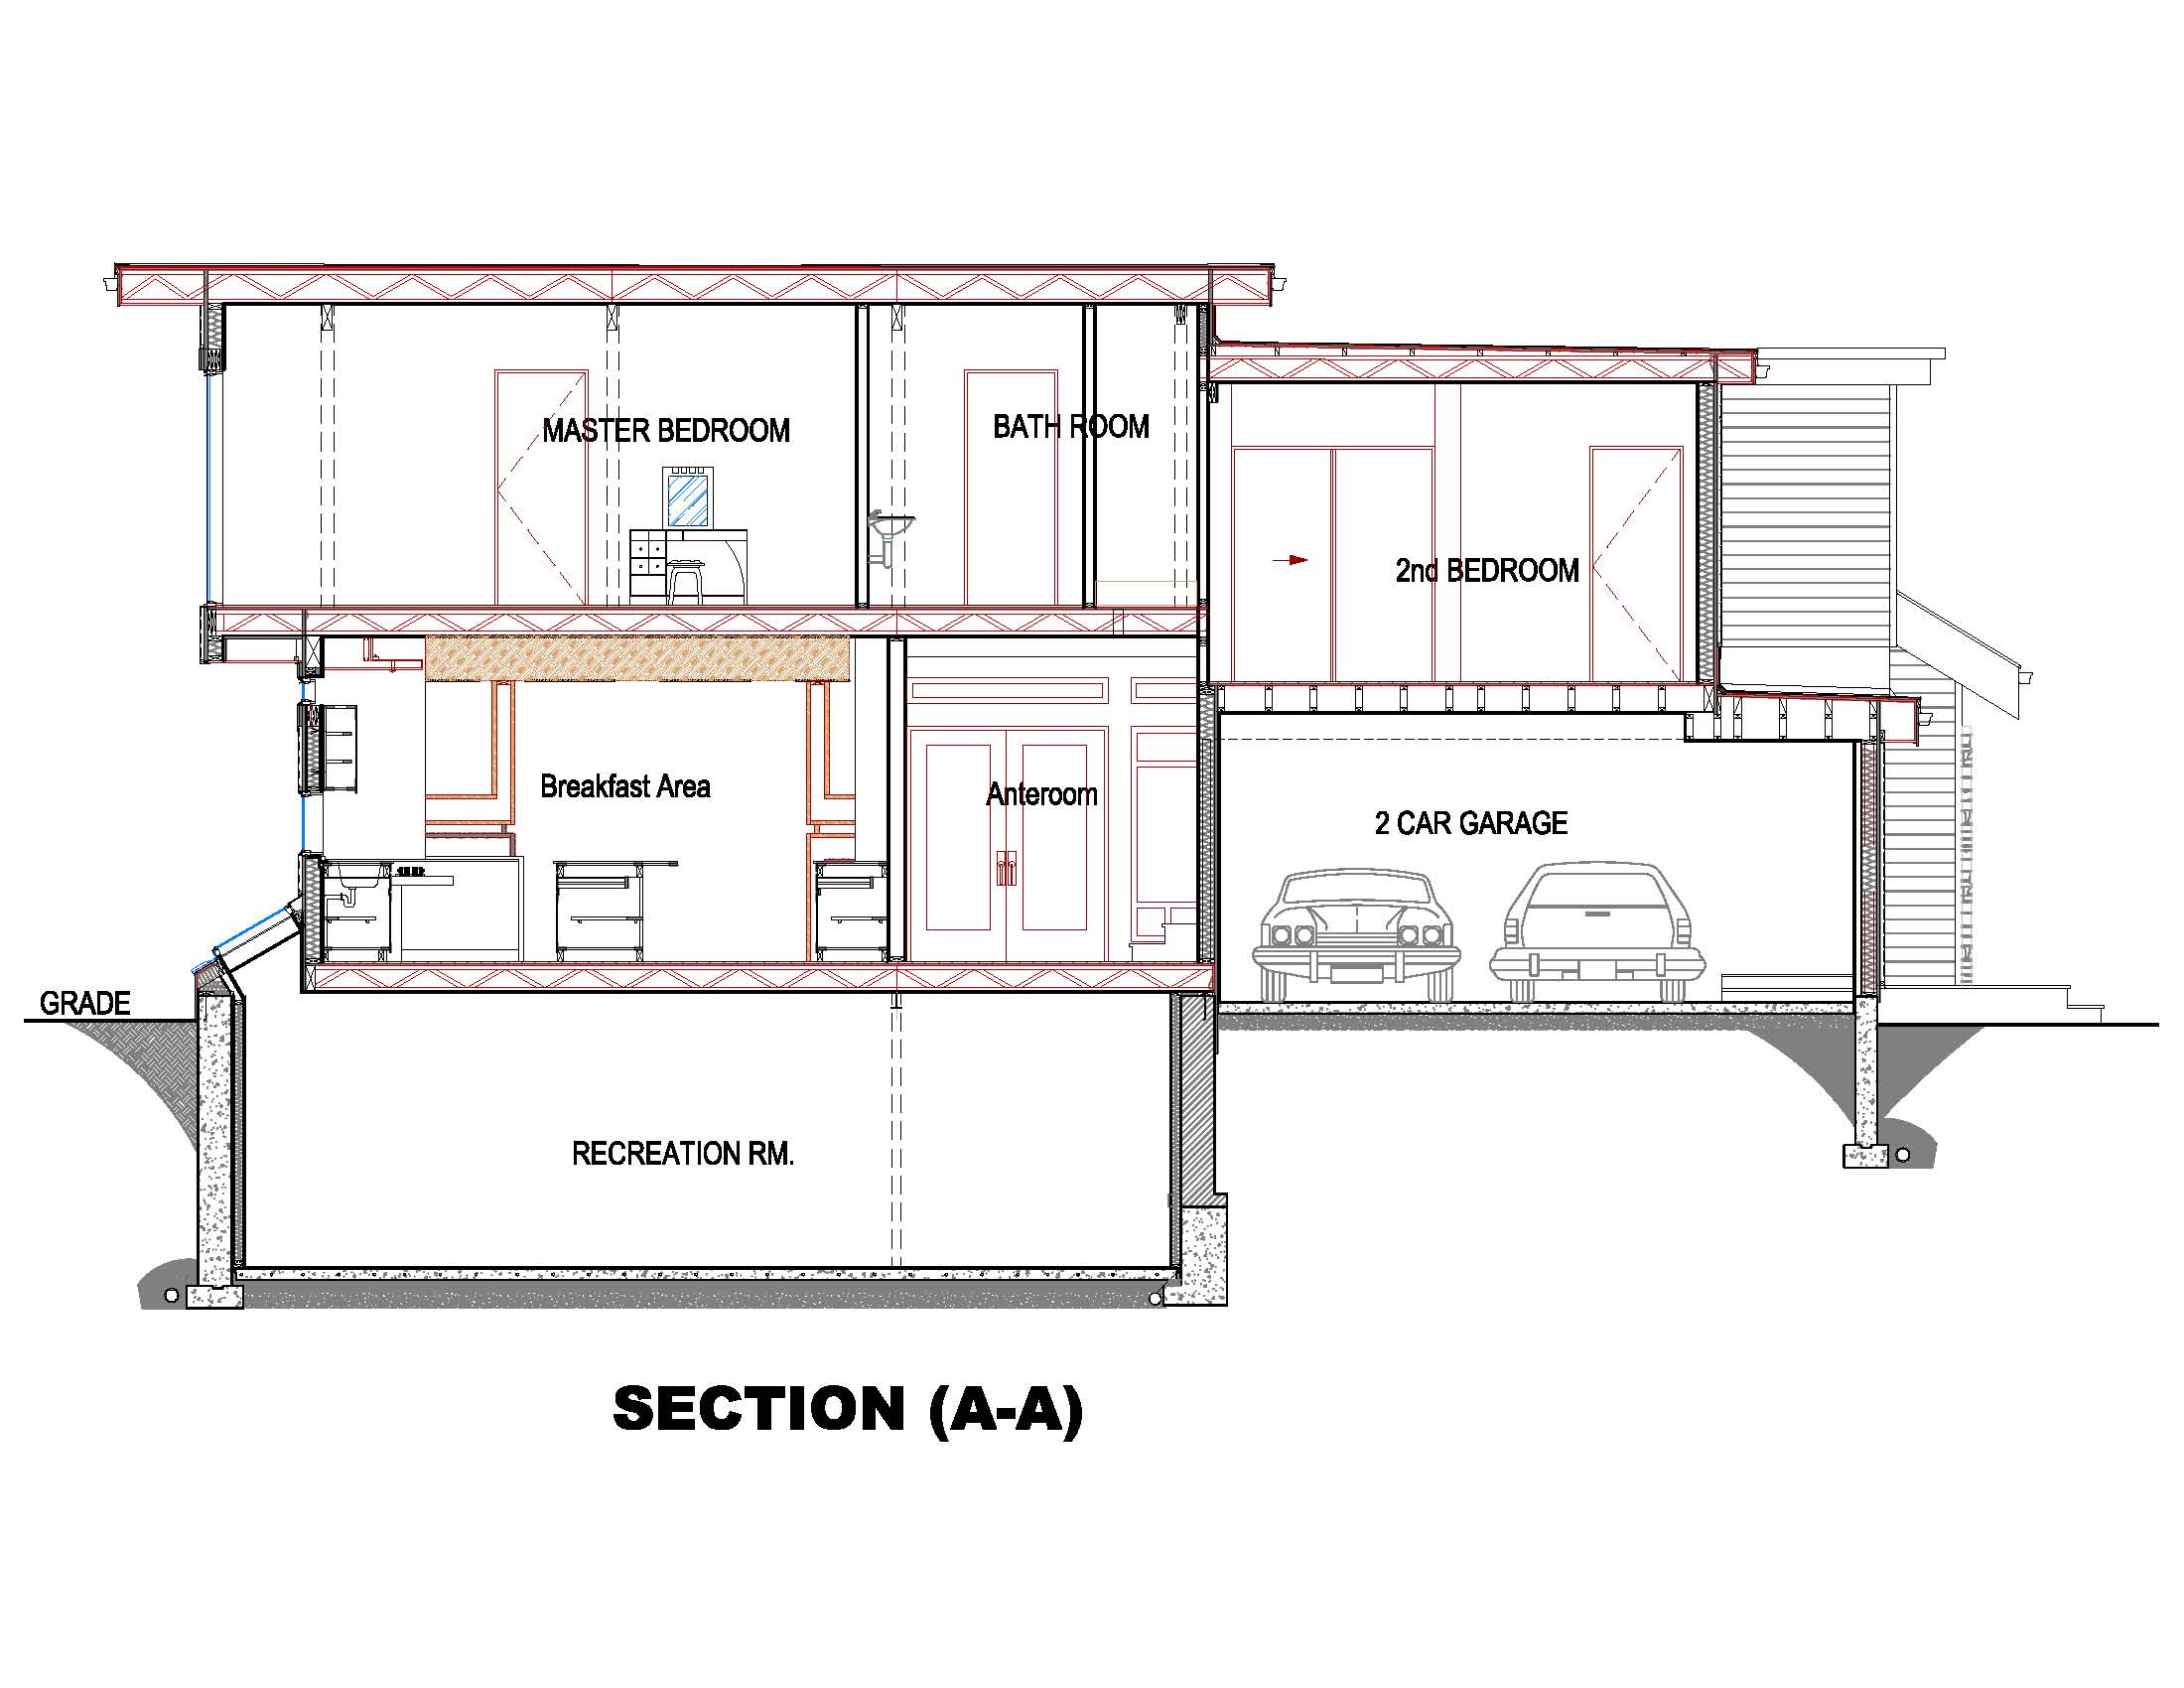 MASTER BEDROOM
BATH ROOM
2nd BEDROOM
Breakfast Area
Anteroom
2 CAR GARAGE
GRADE
RECREATION RM.
SECTION (A-A)